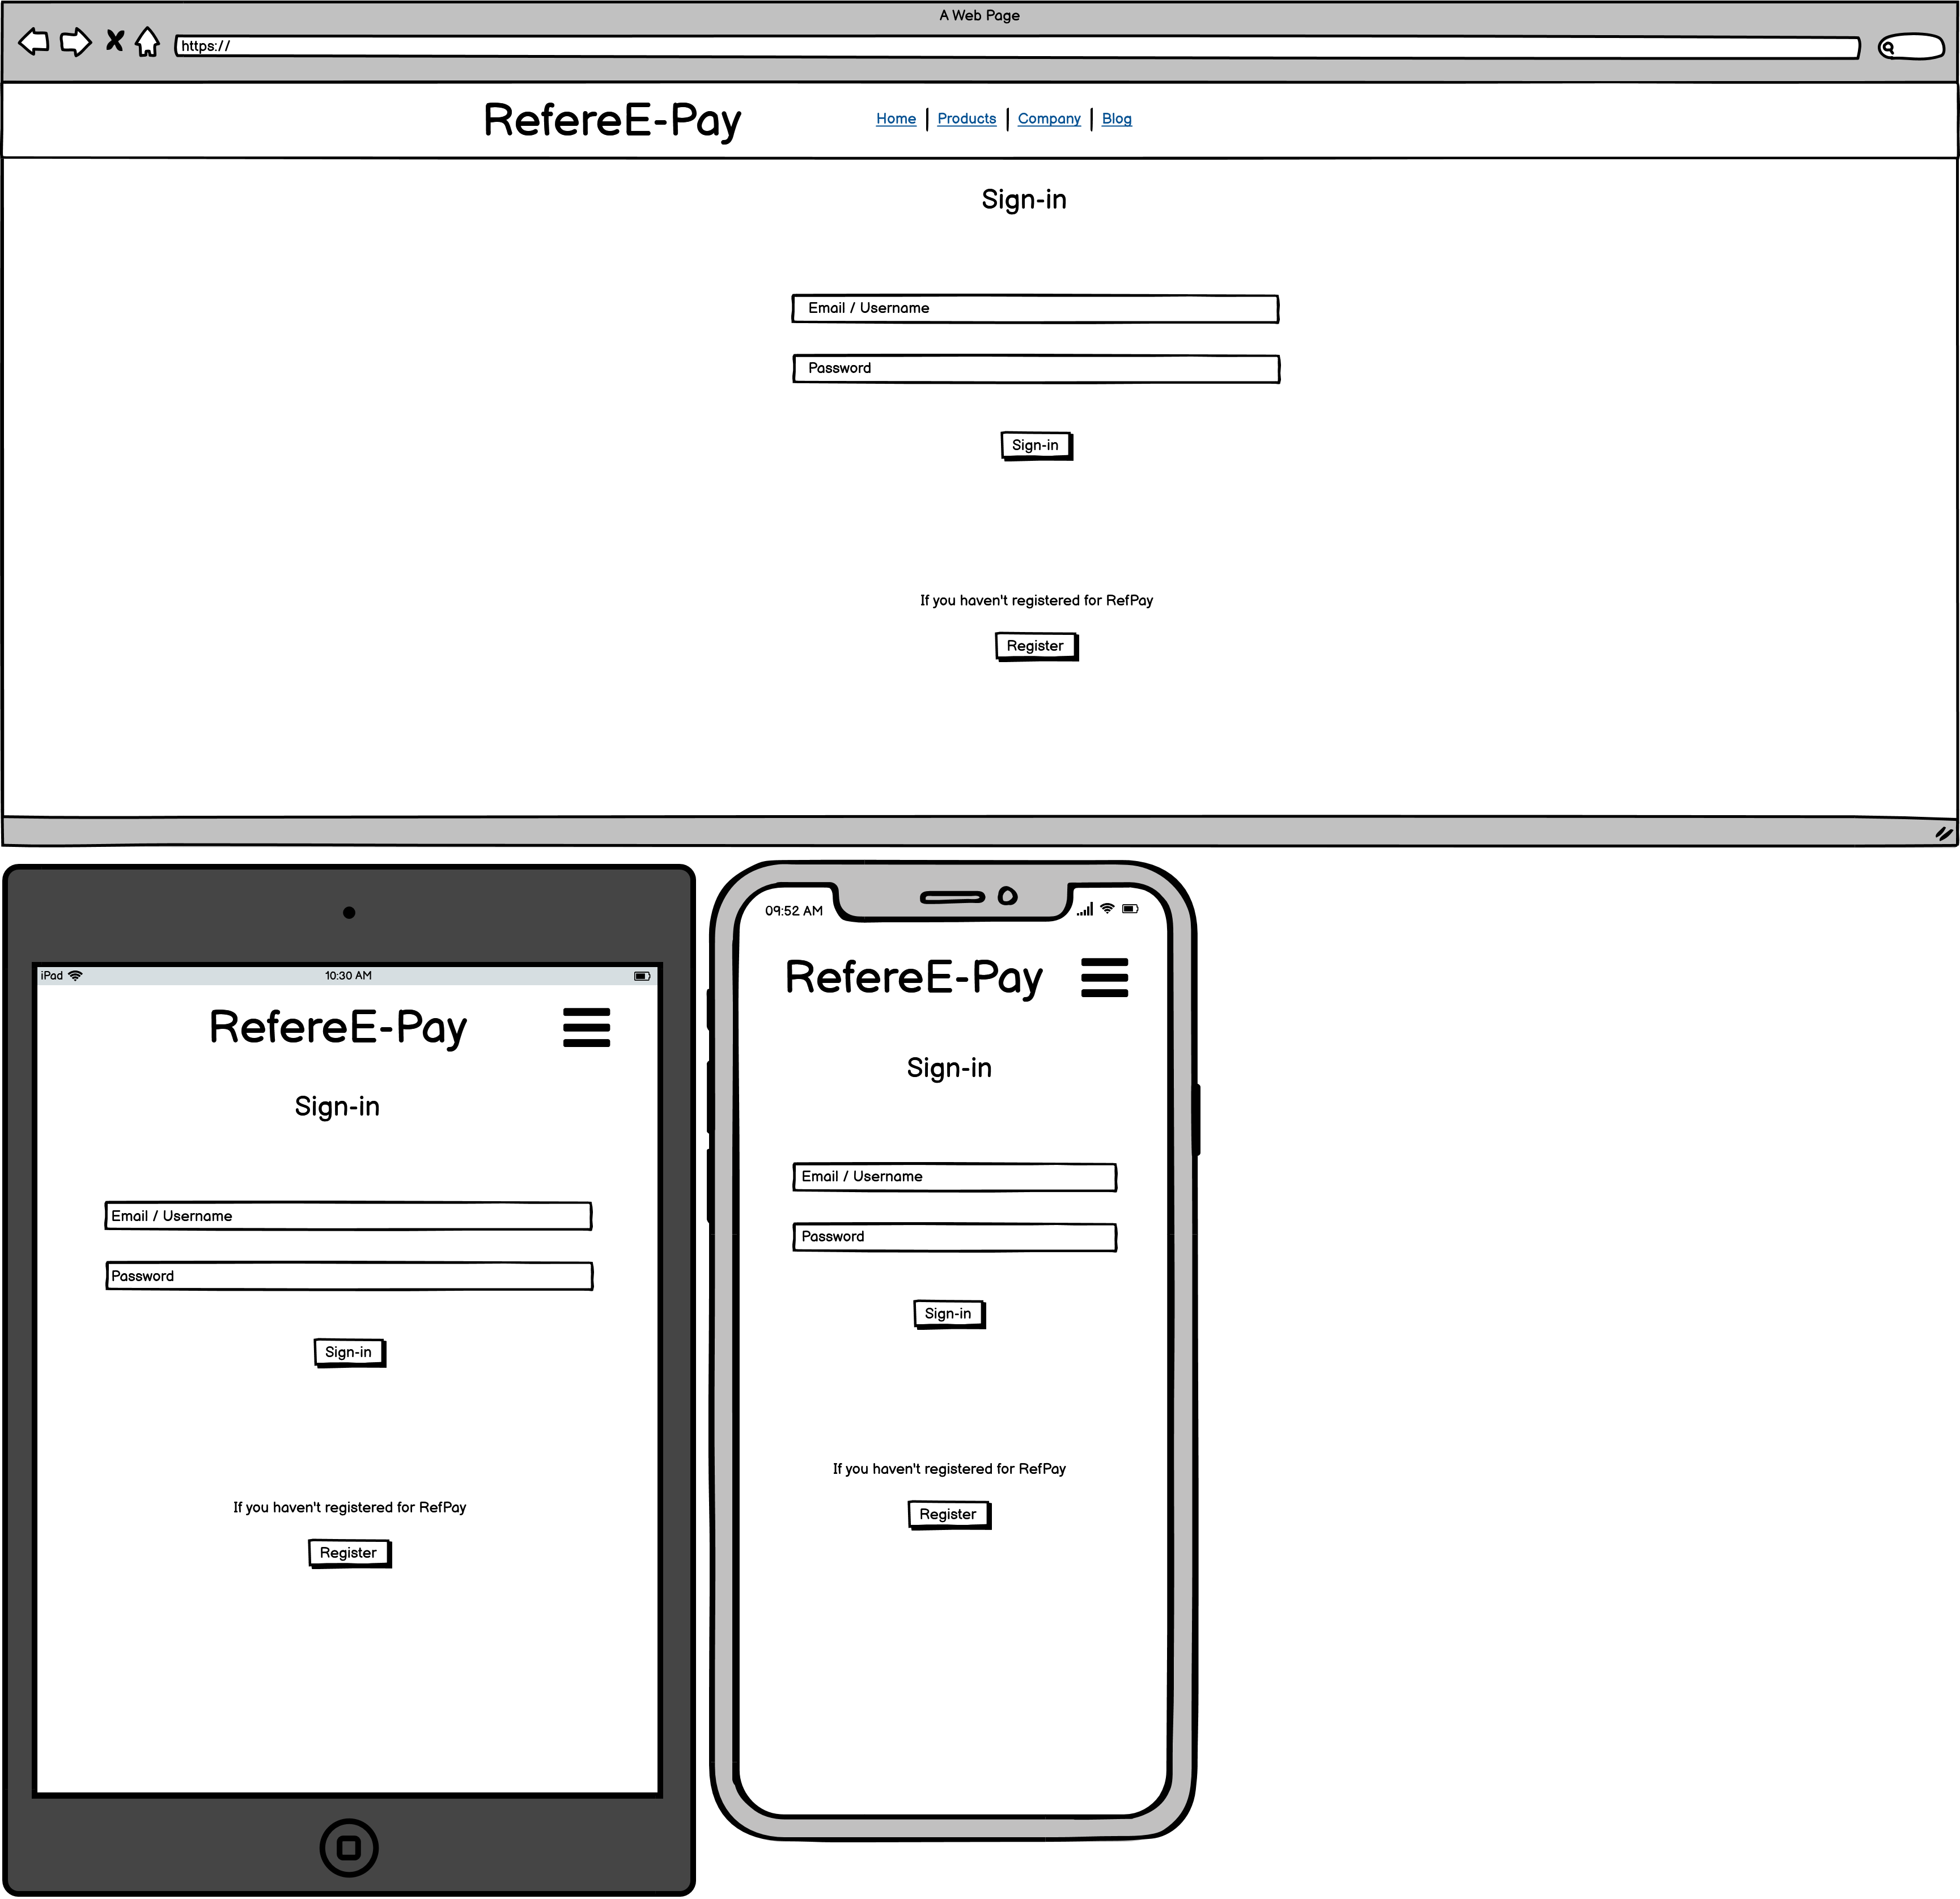 A Web Page
https://
RefereE-Pay
Home | Products | Company | Blog
Sign-in
Email / Username
Password
Sign-in
If you haven't registered for RefPay
Register
iPad 10:30 AM
RefereE-Pay
Sign-in
Email / Username
Password
Sign-in
If you haven't registered for RefPay
Register
09:52 AM
RefereE-Pay
Sign-in
Email / Username
Password
Sign-in
If you haven't registered for RefPay
Register